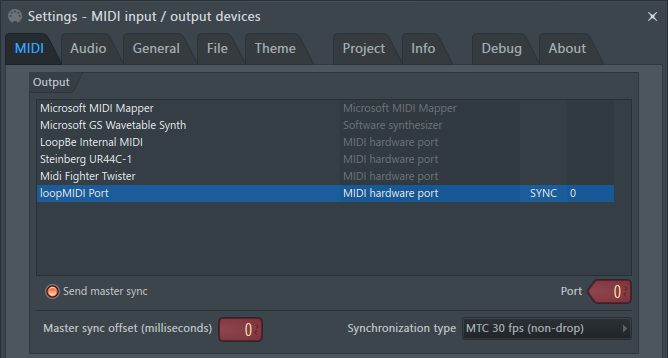 Settings - MIDI input / output devices
MIDI Audio General File Theme Project Info Debug About
Output
Microsoft MIDI Mapper Microsoft MIDI Mapper
Microsoft GS Wavetable Synth Software synthesizer
LoopBe Internal MIDI MIDI hardware port
Steinberg UR44C-1 MIDI hardware port
Midi Fighter Twister MIDI hardware port
loopMIDI Port MIDI hardware port SYNC 0
Send master sync Port 0
Master sync offset (milliseconds) 0 Synchronization type MTC 30 fps (non-drop)